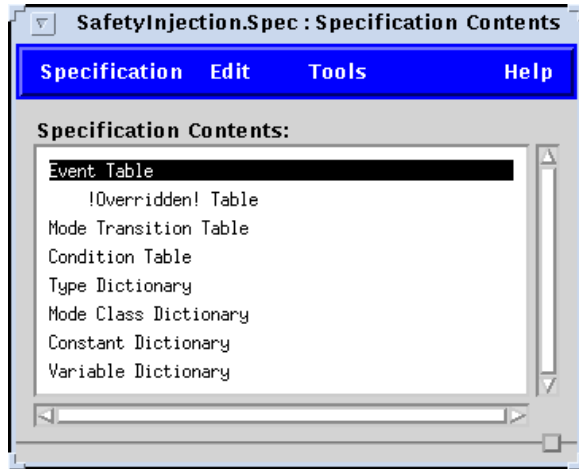 SafetyInjection.Spec : Specification Contents
Specification Edit Tools Help
Specification Contents:
Event Table
!Overridden! Table
Mode Transition Table
Condition Table
Type Dictionary
Mode Class Dictionary
Constant Dictionary
Variable Dictionary